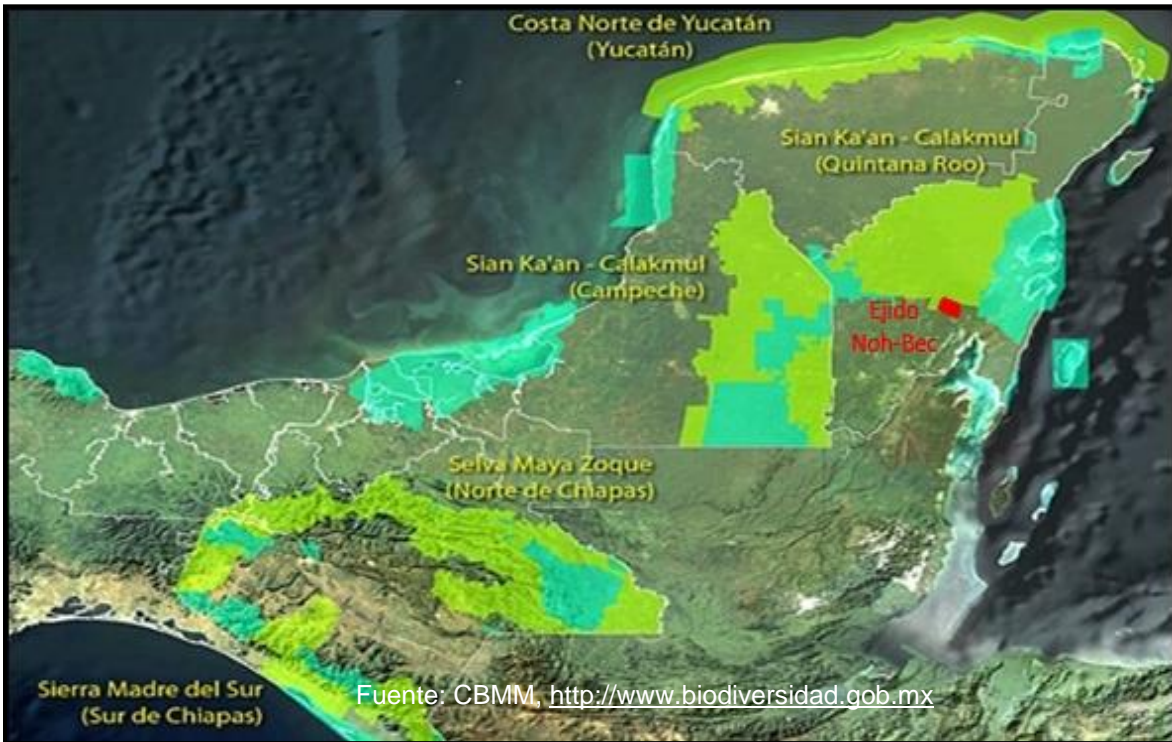 Costa Norte de Yucatán
(Yucatán)
Sian Ka'an - Calakmul
(Quintana Roo)
Sian Ka'an - Calakmul
(Campeche)
Ejido
Noh-Bec
Selva Maya Zoque
(Norte de Chiapas)
Sierra Madre del Sur
(Sur de Chiapas)
Fuente: CBMM, http://www.biodiversidad.gob.mx